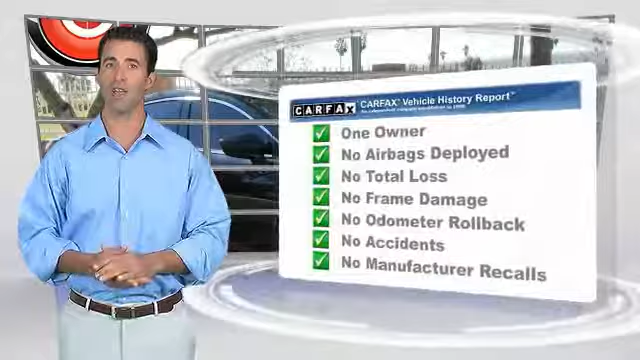 CARFAX CARFAX™ Vehicle History Report™
One Owner
No Airbags Deployed
No Total Loss
No Frame Damage
No Odometer Rollback
No Accidents
No Manufacturer Recalls